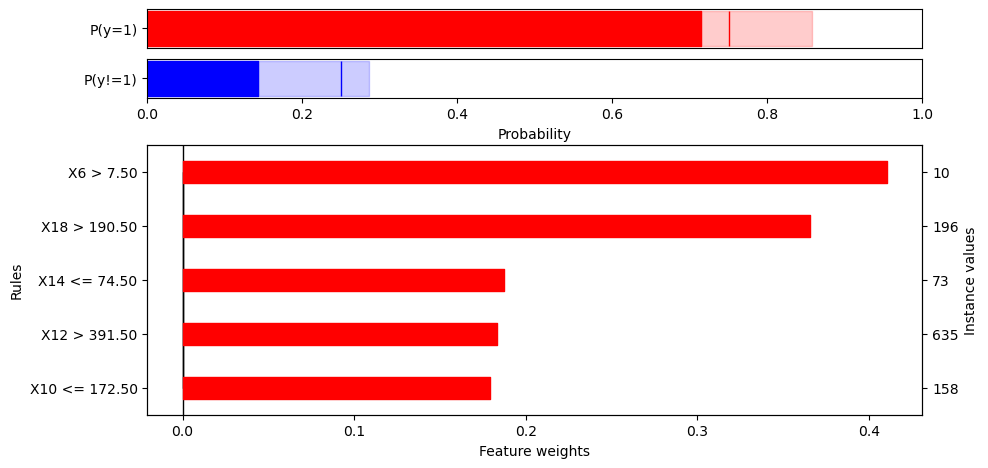 P(y=1)
P(y!=1)
0.0 0.2 0.4 0.6 0.8 1.0
Probability
X6 > 7.50 10
X18 > 190.50 196
X14 <= 74.50 73
X12 > 391.50 635
X10 <= 172.50 158
Rules
Instance values
0.0 0.1 0.2 0.3 0.4
Feature weights